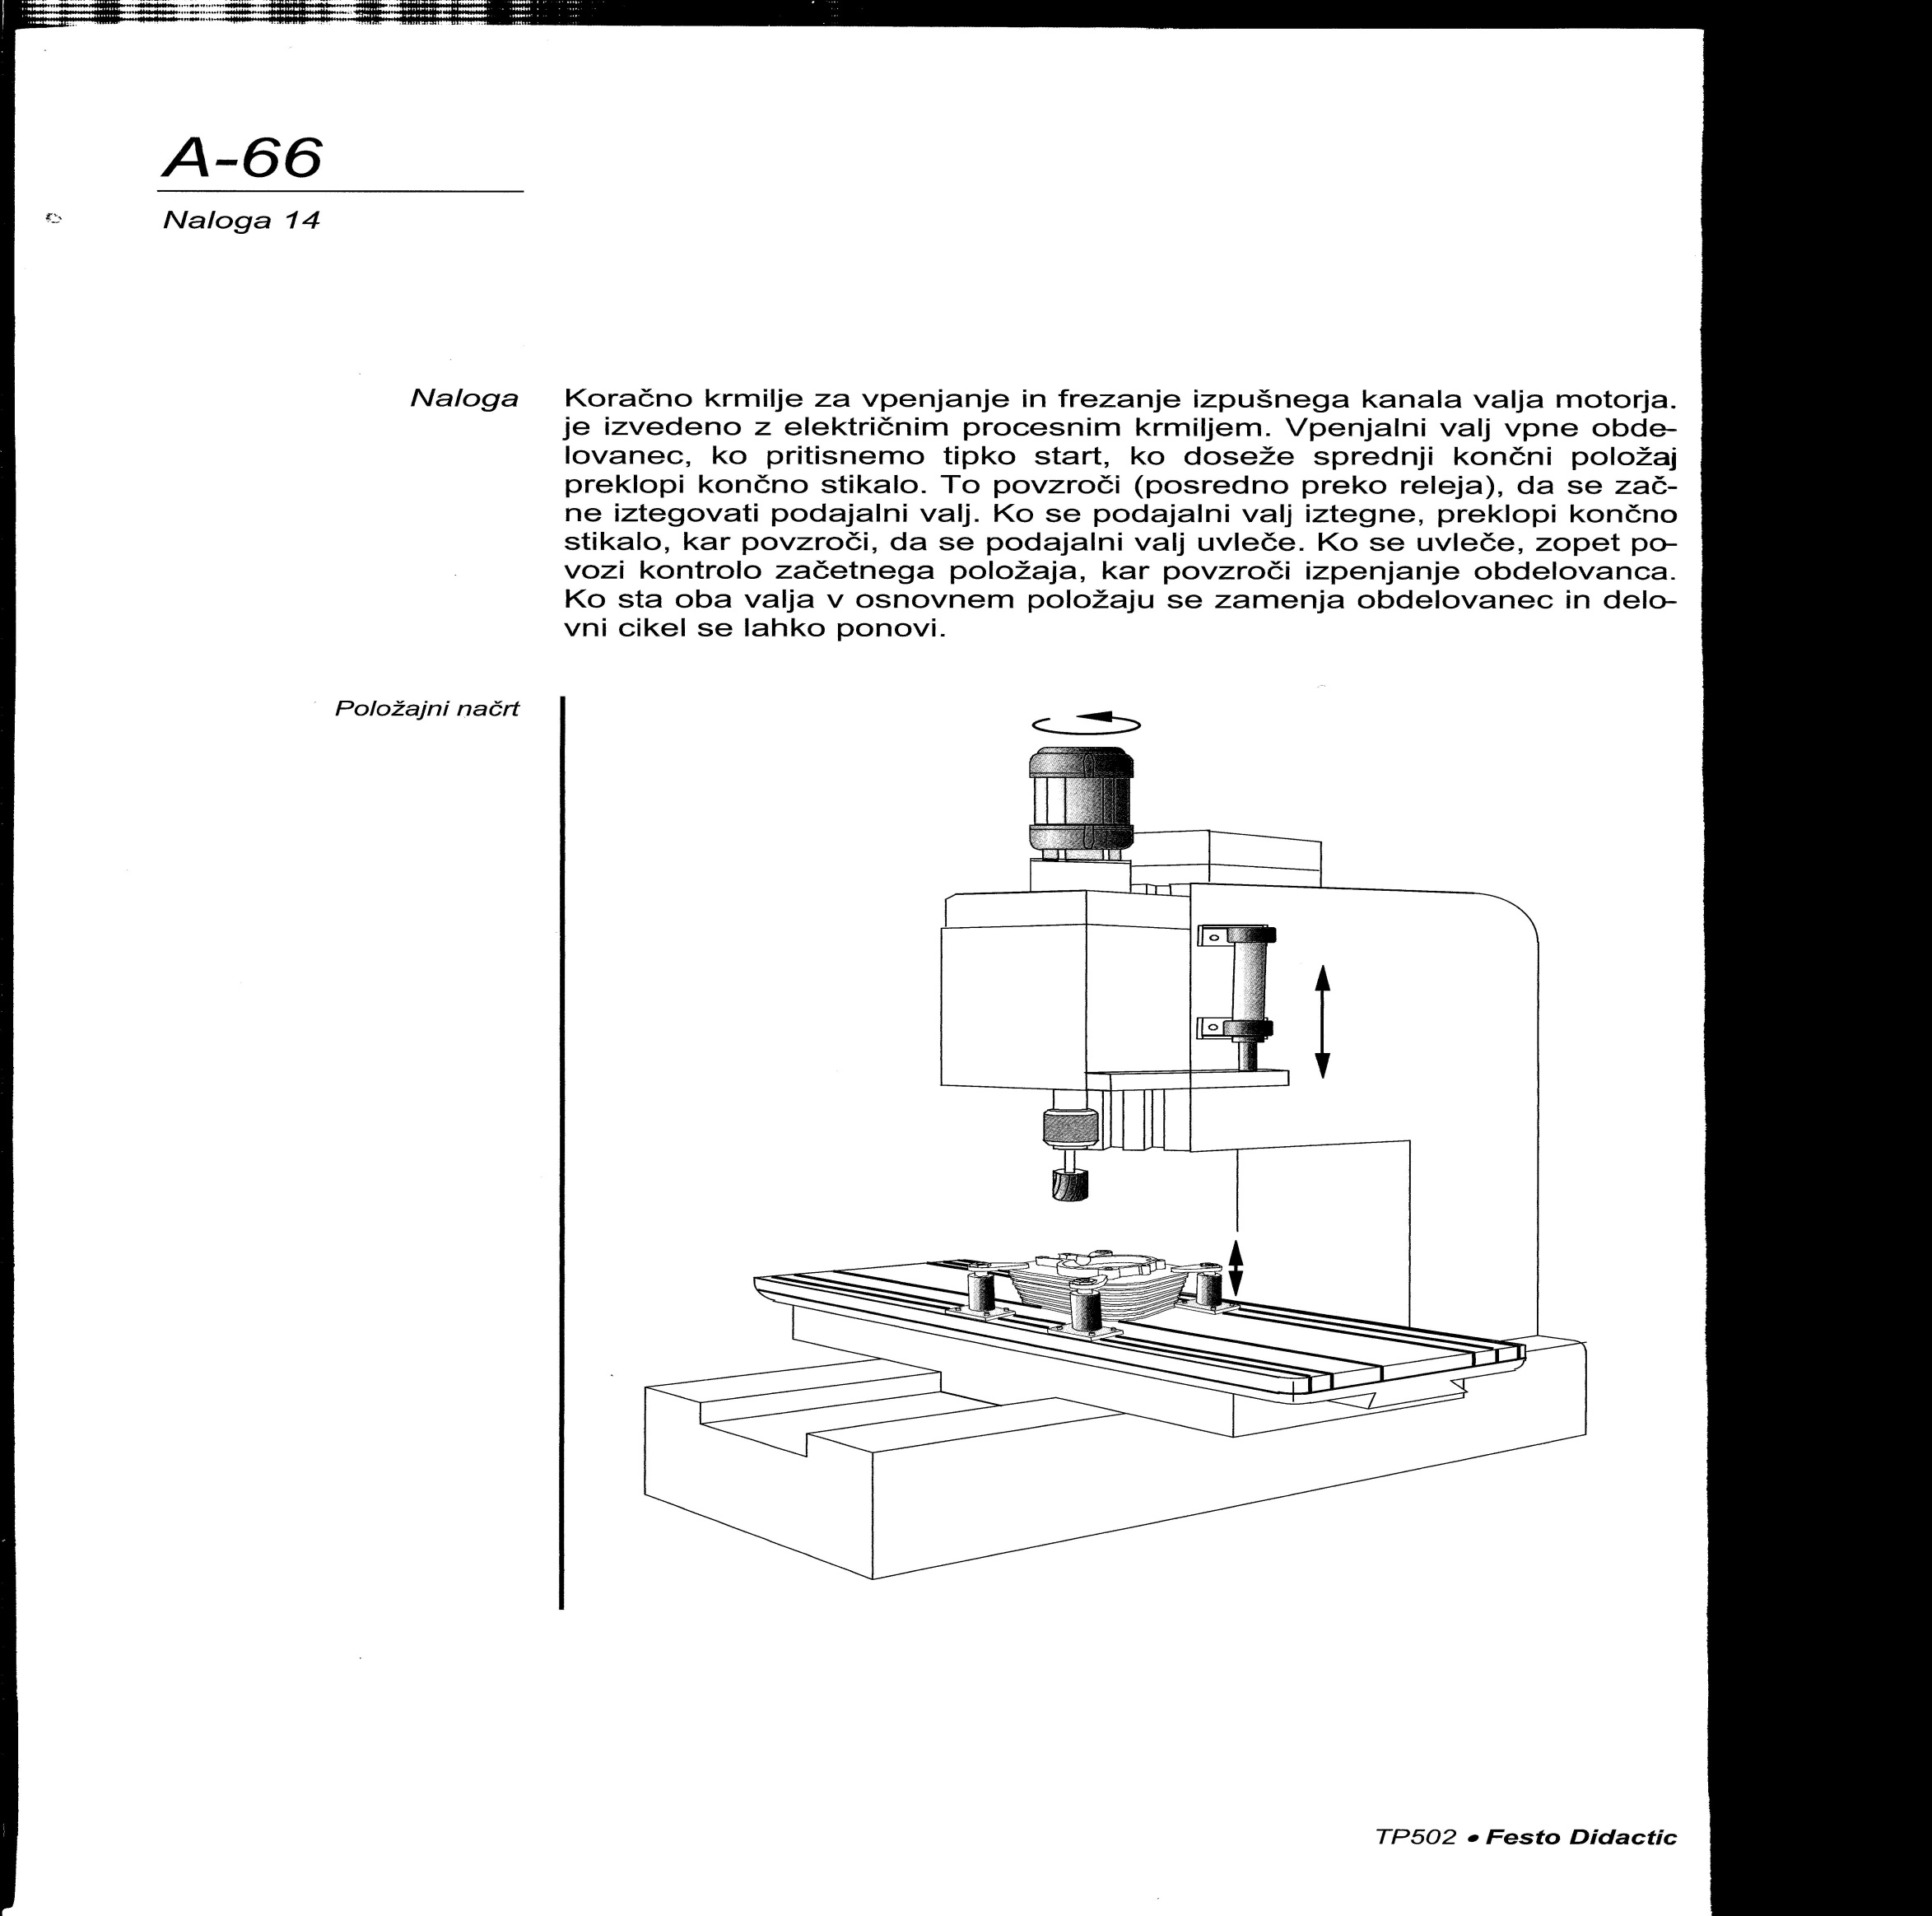 A-66
Naloga 14
Naloga
Koračno krmilje za vpenjanje in frezanje izpušnega kanala valja motorja.
je izvedeno z električnim procesnim krmiljem. Vpenjalni valj vpne obde-
lovanec, ko pritisnemo tipko start, ko doseže sprednji končni položaj
preklopi končno stikalo. To povzroči (posredno preko releja), da se zač-
ne iztegovati podajalni valj. Ko se podajalni valj iztegne, preklopi končno
stikalo, kar povzroči, da se podajalni valj uvleče. Ko se uvleče, zopet po-
vozi kontrolo začetnega položaja, kar povzroči izpenjanje obdelovanca.
Ko sta oba valja v osnovnem položaju se zamenja obdelovanec in delo-
vni cikel se lahko ponovi.
Položajni načrt
TP502 • Festo Didactic